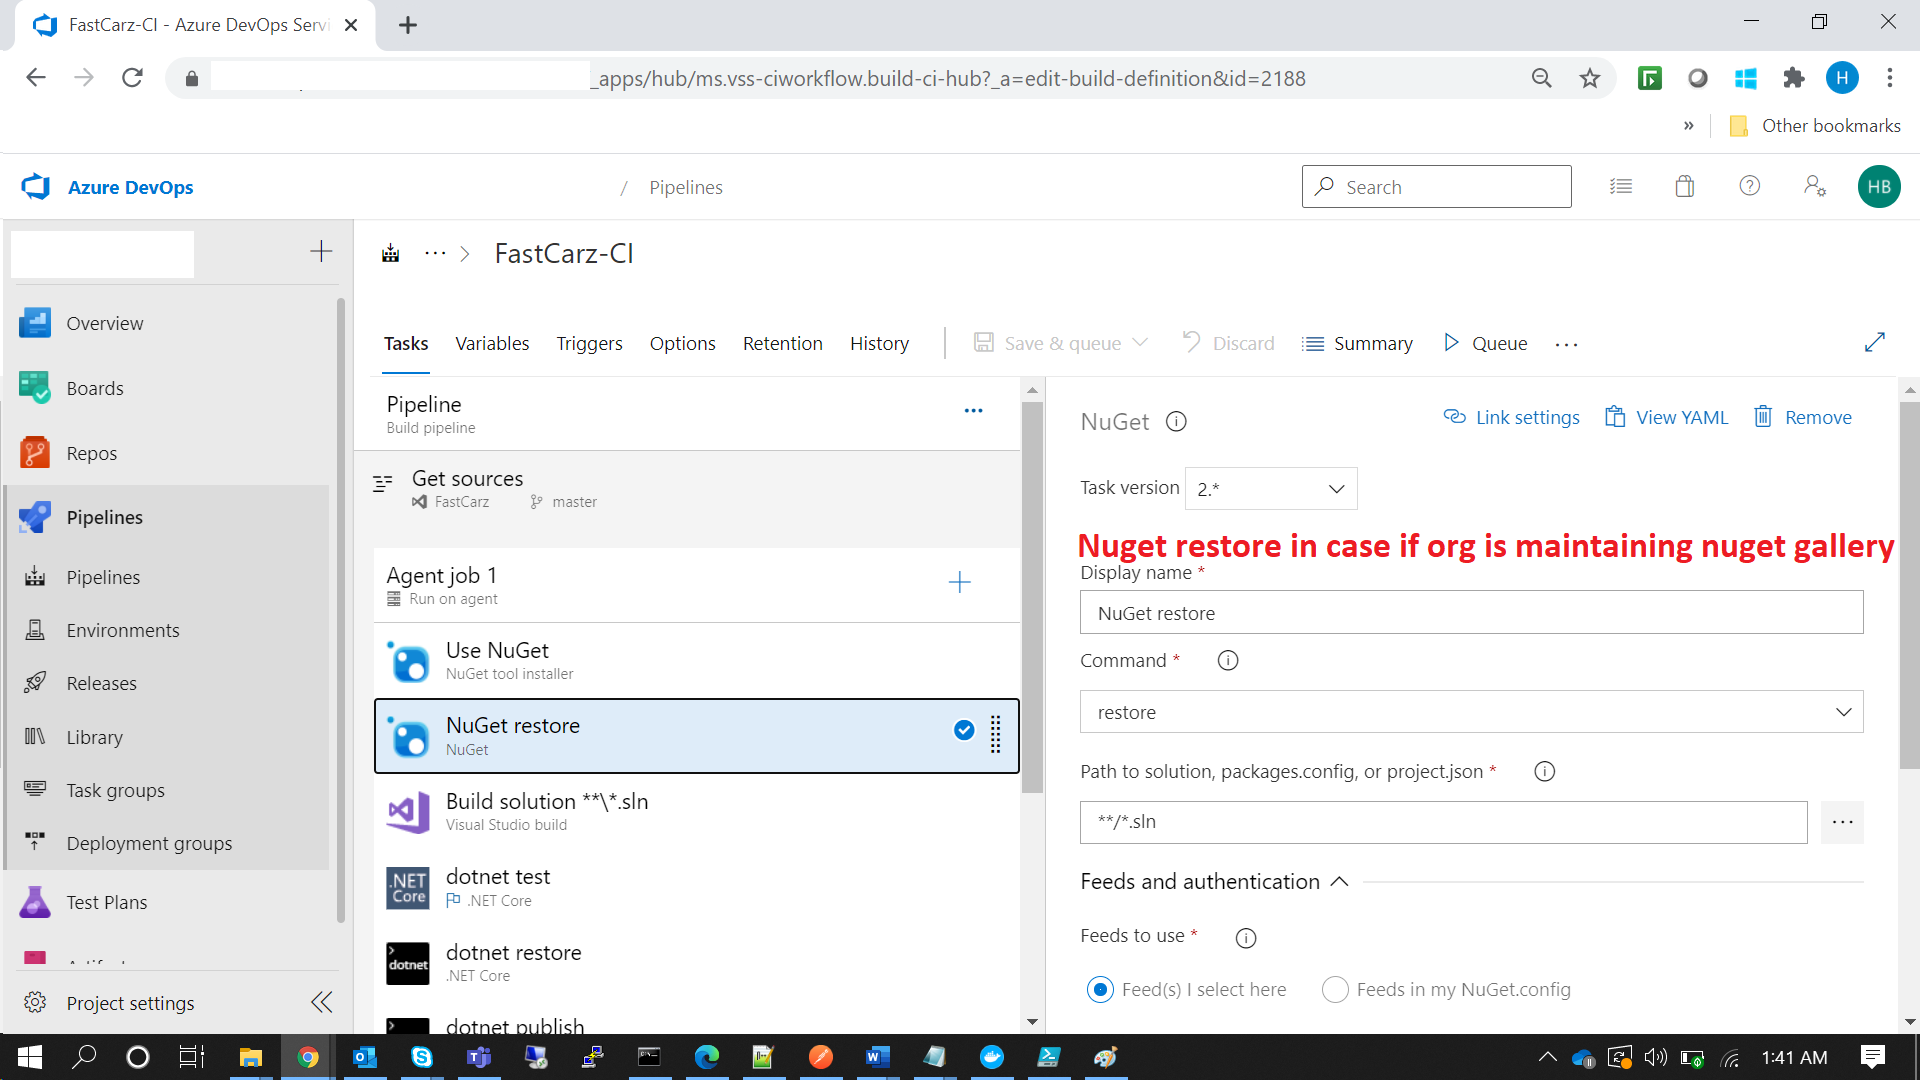 FastCarz-CI - Azure DevOps Servi
_apps/hub/ms.vss-ciworkflow.build-ci-hub?_a=edit-build-definition&id=2188
H
»
Other bookmarks
Azure DevOps
/ Pipelines
Search
HB
FastCarz-CI
Overview
Boards
Repos
Pipelines
Pipelines
Environments
Releases
Library
Task groups
Deployment groups
Test Plans
Project settings
Tasks Variables Triggers Options Retention History
Save & queue Discard Summary Queue ...
Pipeline
Build pipeline
Get sources
FastCarz master
Agent job 1
Run on agent
Use NuGet
NuGet tool installer
NuGet restore
NuGet
Build solution **\*.sln
Visual Studio build
.NET Core
dotnet test
.NET Core
dotnet
dotnet restore
.NET Core
dotnet publish
NuGet
Link settings View YAML Remove
Task version 2.*
Nuget restore in case if org is maintaining nuget gallery
Display name *
NuGet restore
Command *
restore
Path to solution, packages.config, or project.json *
**/*.sln
...
Feeds and authentication
Feeds to use *
Feed(s) I select here Feeds in my NuGet.config
1:41 AM